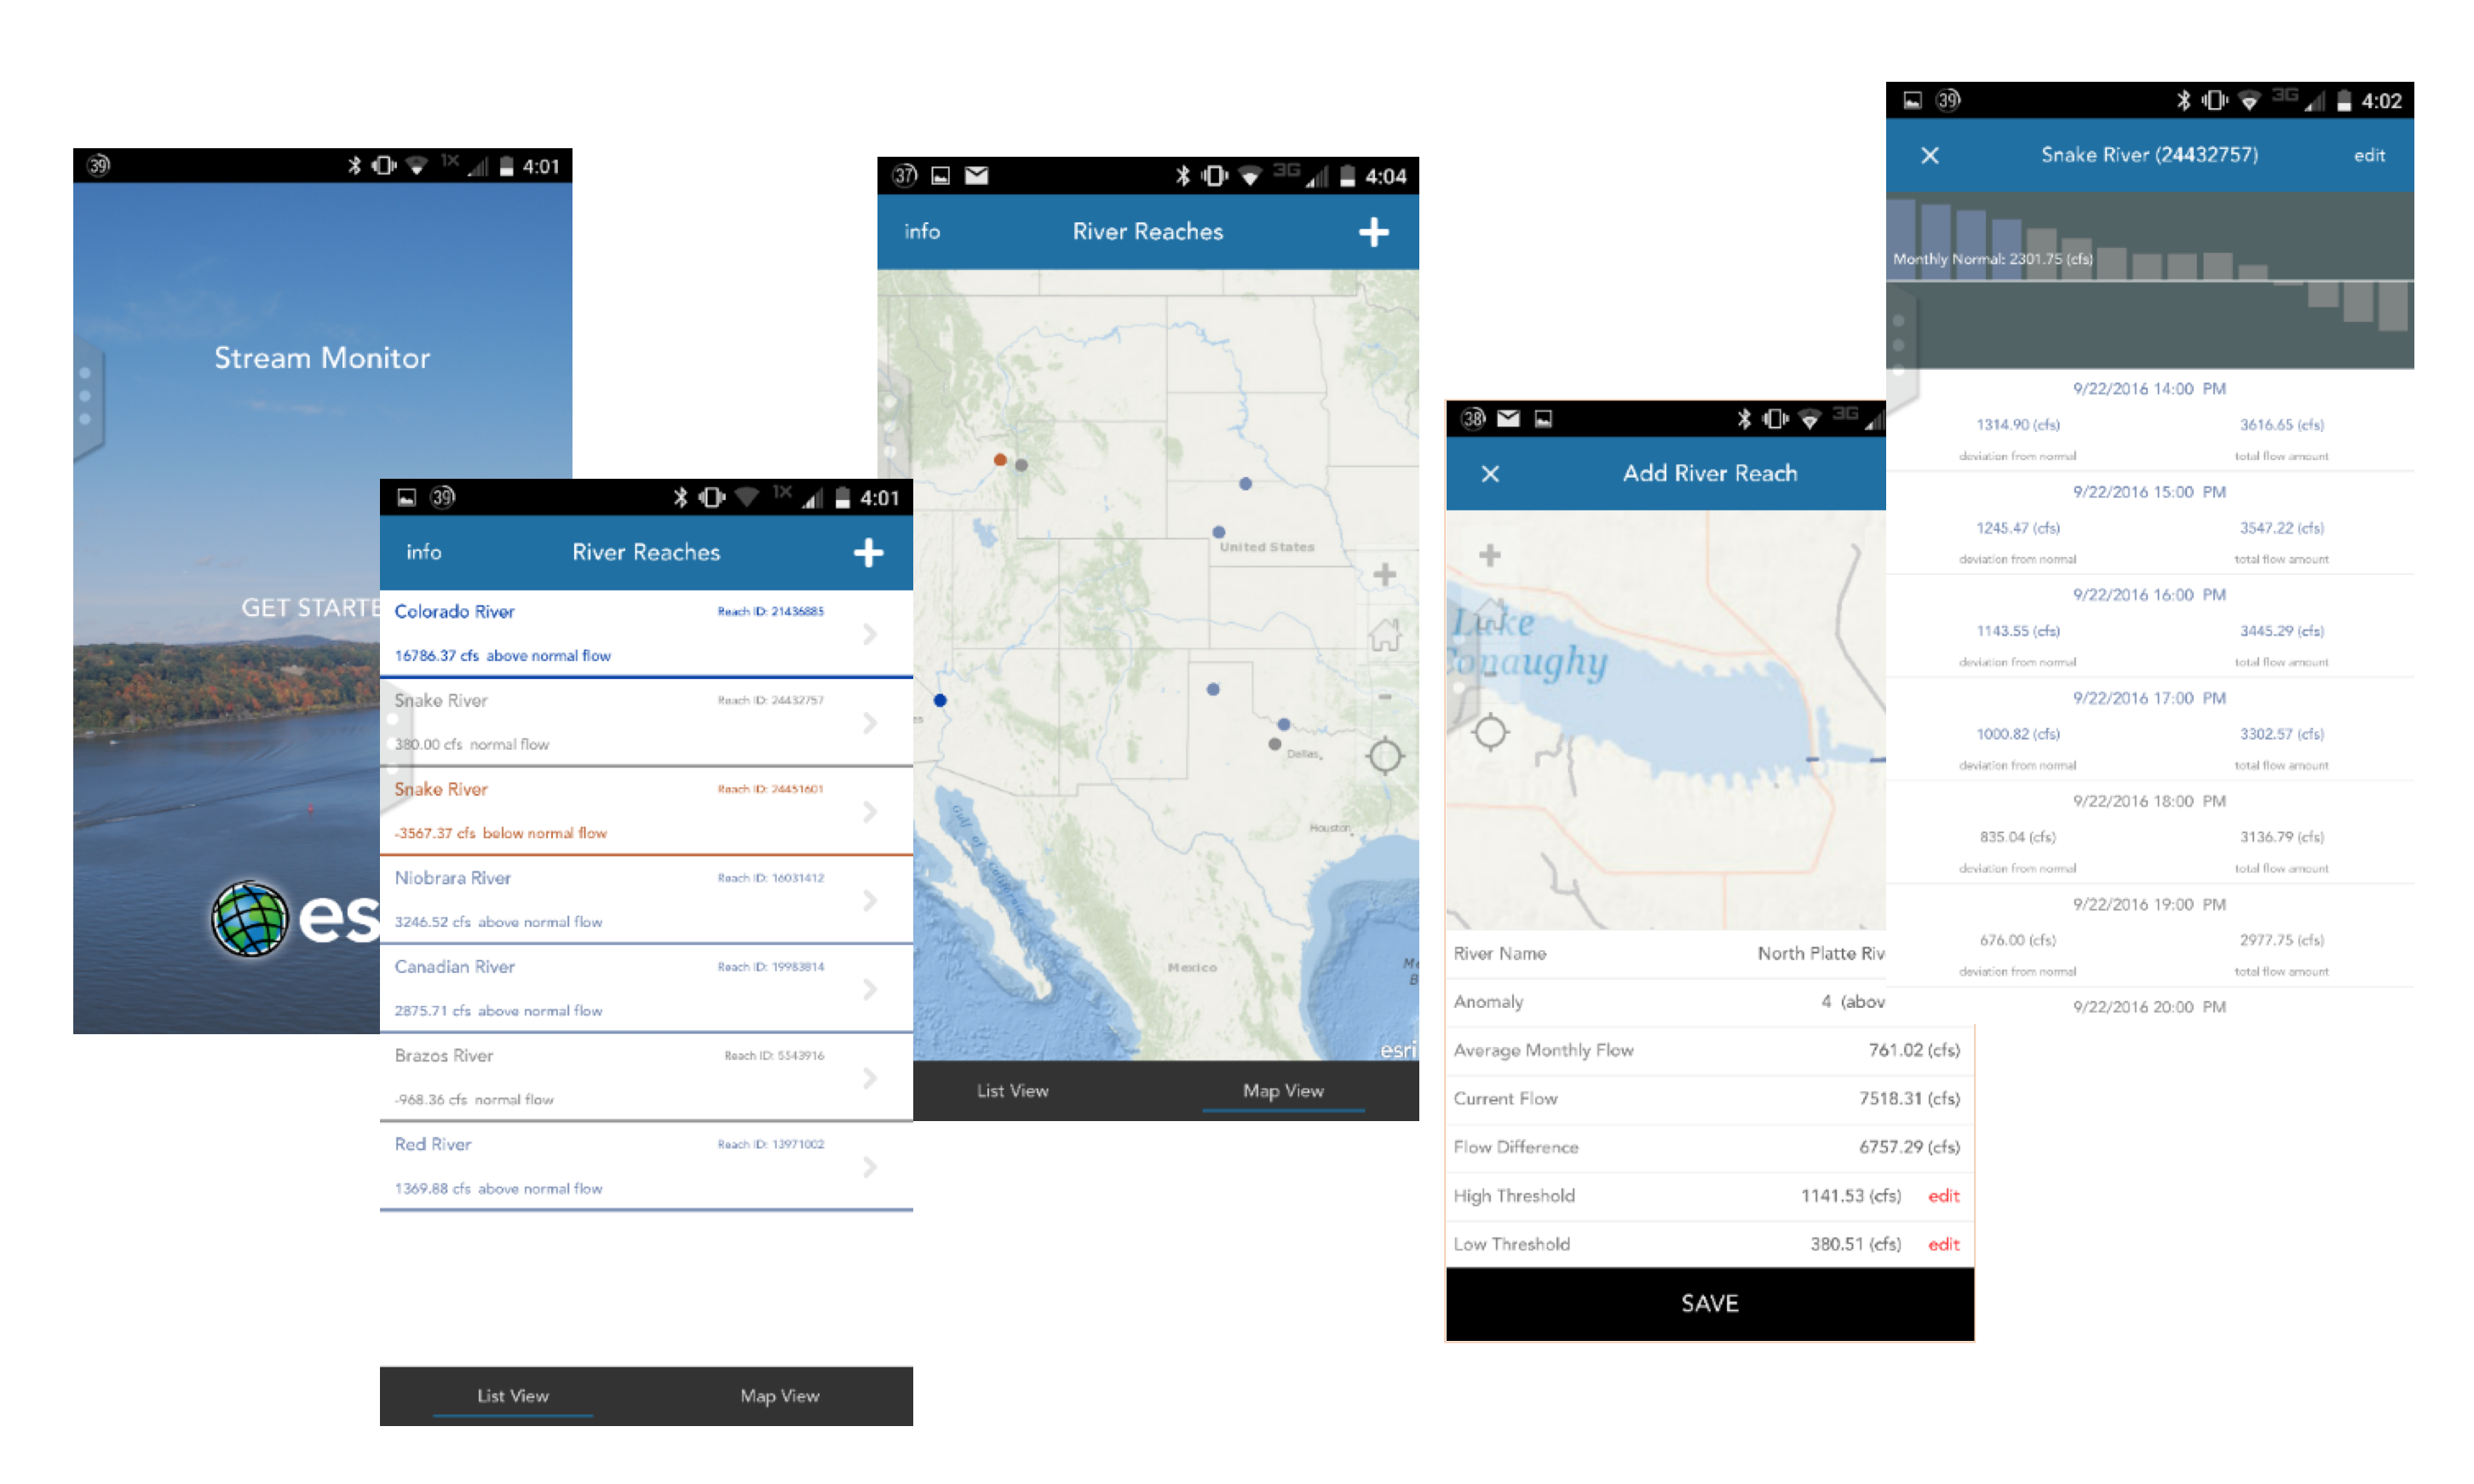 39
1X
4:01
Stream Monitor
GET STARTE
es
39
1X
4:01
info River Reaches
Colorado River Reach ID: 21436885
16786.37 cfs above normal flow
Snake River Reach ID: 24432757
380.00 cfs normal flow
Snake River Reach ID: 24451601
-3567.37 cfs below normal flow
Niobrara River Reach ID: 16031412
3246.52 cfs above normal flow
Canadian River Reach ID: 19983814
2875.71 cfs above normal flow
Brazos River Reach ID: 5543916
-968.36 cfs normal flow
Red River Reach ID: 13971002
1369.88 cfs above normal flow
List View Map View
37
3G
4:04
info River Reaches
United States
Dallas
Houston
Gulf of California
Mexico
esri
List View Map View
38
3G
Add River Reach
Lake
Conaughy
River Name North Platte Riv
Anomaly 4 (abov
Average Monthly Flow 761.02 (cfs)
Current Flow 7518.31 (cfs)
Flow Difference 6757.29 (cfs)
High Threshold 1141.53 (cfs) edit
Low Threshold 380.51 (cfs) edit
SAVE
39
3G
4:02
Snake River (24432757) edit
Monthly Normal: 2301.75 (cfs)
9/22/2016 14:00 PM
1314.90 (cfs) 3616.65 (cfs)
deviation from normal total flow amount
9/22/2016 15:00 PM
1245.47 (cfs) 3547.22 (cfs)
deviation from normal total flow amount
9/22/2016 16:00 PM
1143.55 (cfs) 3445.29 (cfs)
deviation from normal total flow amount
9/22/2016 17:00 PM
1000.82 (cfs) 3302.57 (cfs)
deviation from normal total flow amount
9/22/2016 18:00 PM
835.04 (cfs) 3136.79 (cfs)
deviation from normal total flow amount
9/22/2016 19:00 PM
676.00 (cfs) 2977.75 (cfs)
deviation from normal total flow amount
9/22/2016 20:00 PM